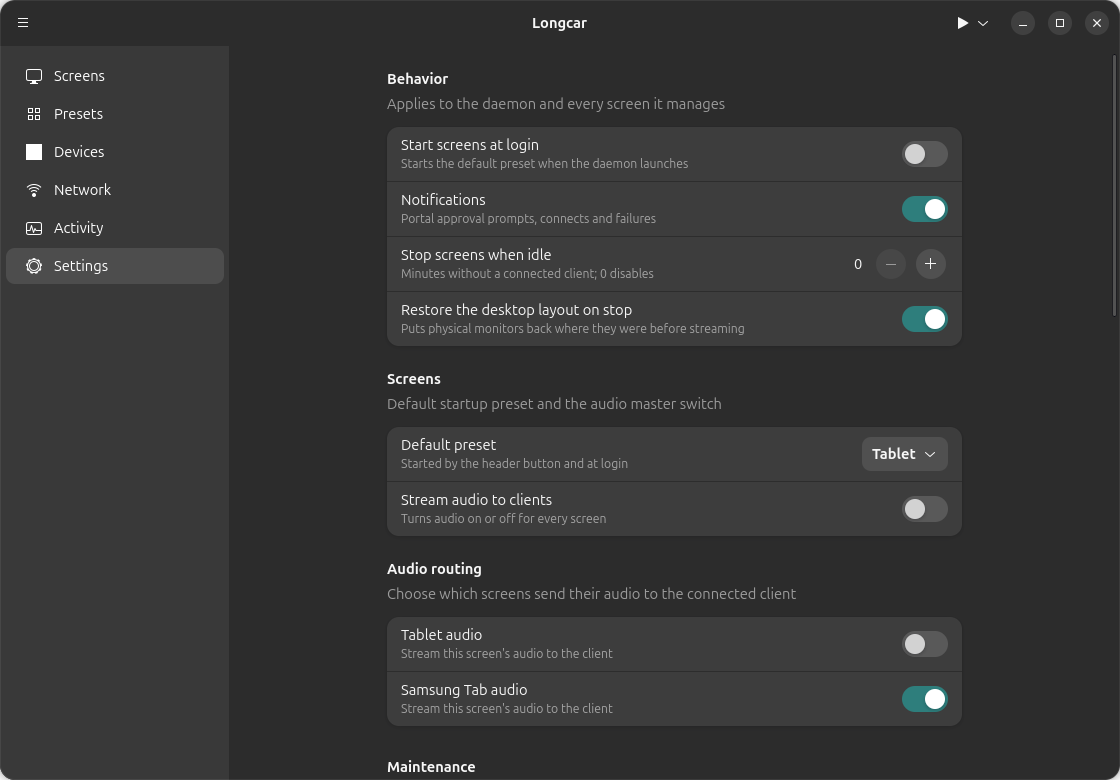 Longcar
Screens
Presets
Devices
Network
Activity
Settings
Behavior
Applies to the daemon and every screen it manages
Start screens at login
Starts the default preset when the daemon launches
Notifications
Portal approval prompts, connects and failures
Stop screens when idle
Minutes without a connected client; 0 disables
0
Restore the desktop layout on stop
Puts physical monitors back where they were before streaming
Screens
Default startup preset and the audio master switch
Default preset
Started by the header button and at login
Tablet
Stream audio to clients
Turns audio on or off for every screen
Audio routing
Choose which screens send their audio to the connected client
Tablet audio
Stream this screen's audio to the client
Samsung Tab audio
Stream this screen's audio to the client
Maintenance